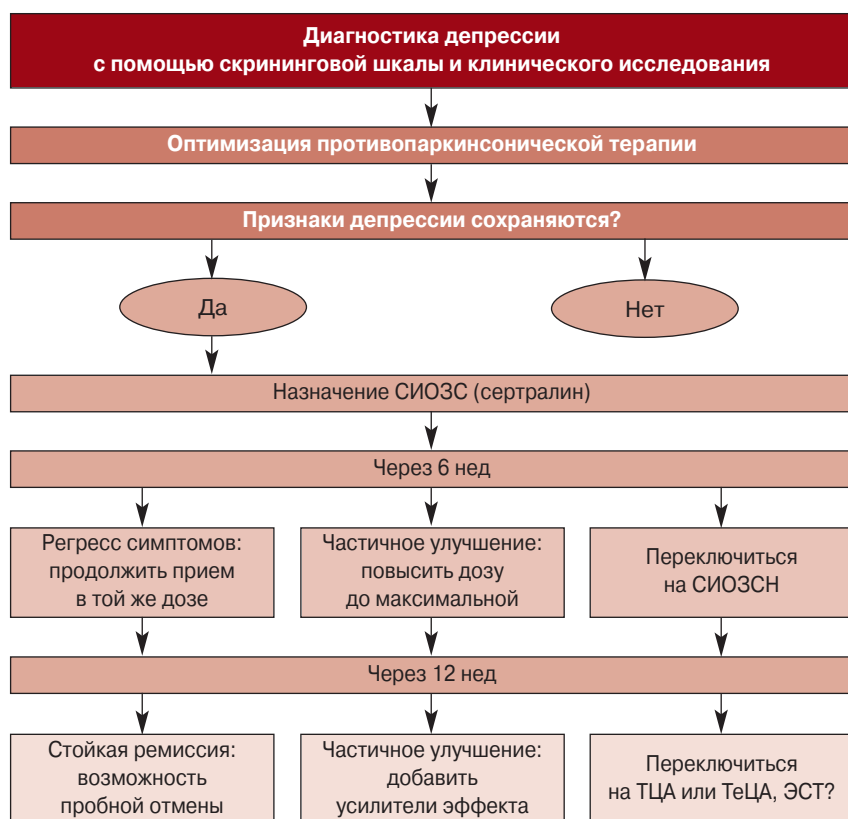 Диагностика депрессии
с помощью скрининговой шкалы и клинического исследования
Оптимизация противопаркинсонической терапии
Признаки депрессии сохраняются?
Да
Нет
Назначение СИОЗС (сертралин)
Через 6 нед
Регресс симптомов:
продолжить прием
в той же дозе
Частичное улучшение:
повысить дозу
до максимальной
Переключиться
на СИОЗСН
Через 12 нед
Стойкая ремиссия:
возможность
пробной отмены
Частичное улучшение:
добавить
усилители эффекта
Переключиться
на ТЦА или ТеЦА, ЭСТ?